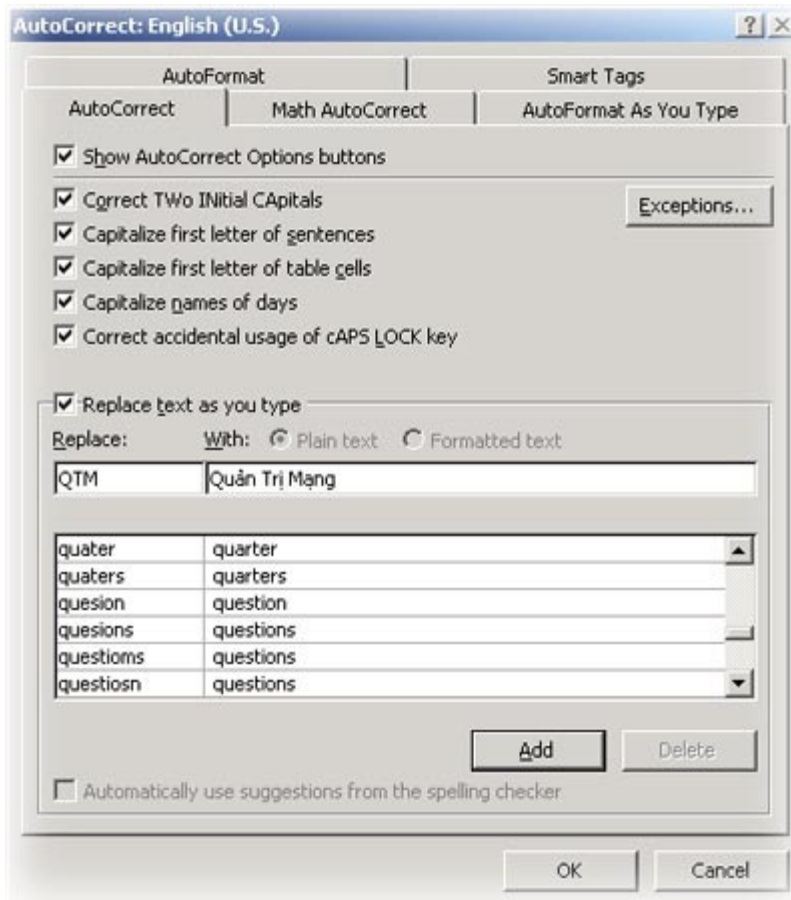 AutoCorrect: English (U.S.)
AutoFormat Smart Tags
AutoCorrect Math AutoCorrect AutoFormat As You Type
Show AutoCorrect Options buttons
Correct TWo INitial CApitals
Exceptions...
Capitalize first letter of sentences
Capitalize first letter of table cells
Capitalize names of days
Correct accidental usage of cAPS LOCK key
Replace text as you type
Replace: With: Plain text Formatted text
QTM Quản Trị Mạng
quater quarter
quaters quarters
quesion question
quesions questions
questioms questions
questiosn questions
Add Delete
Automatically use suggestions from the spelling checker
OK Cancel